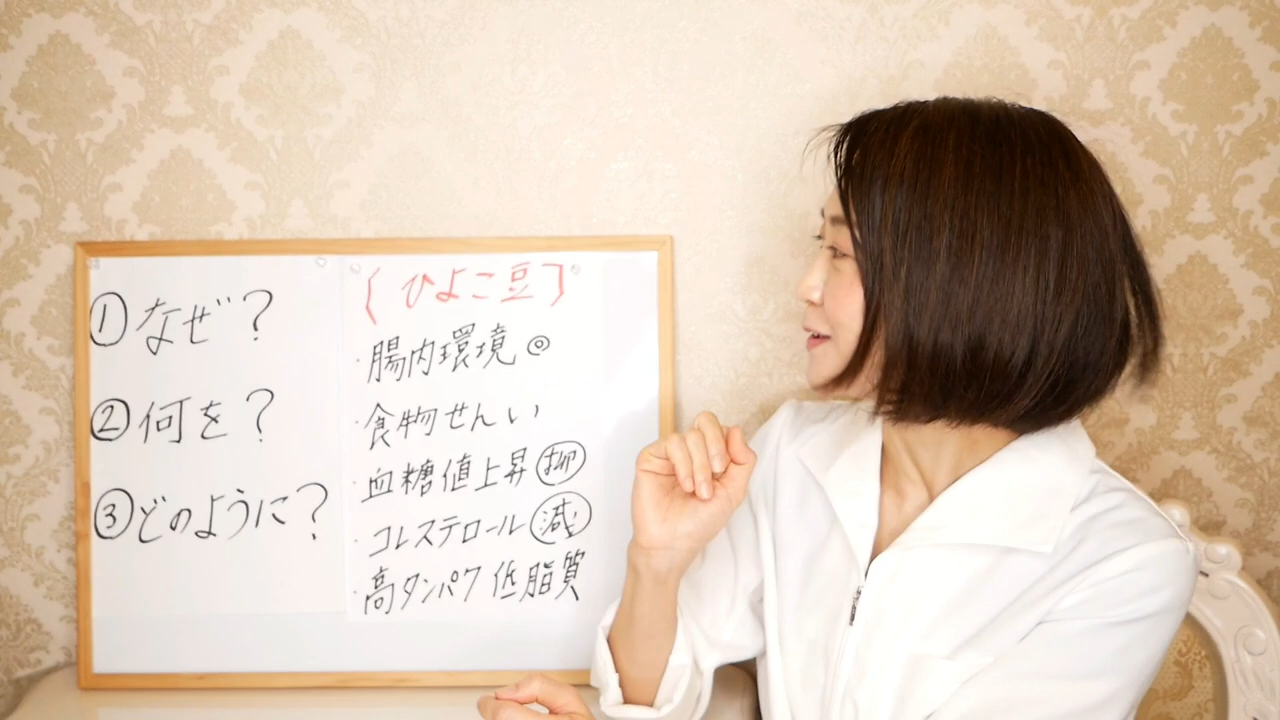 ① なぜ?
② 何を?
③ どのように?
〔ひよこ豆〕
・腸内環境 ◎
・食物せんい
・血糖値上昇 抑
・コレステロール 減
・高タンパク 低脂質